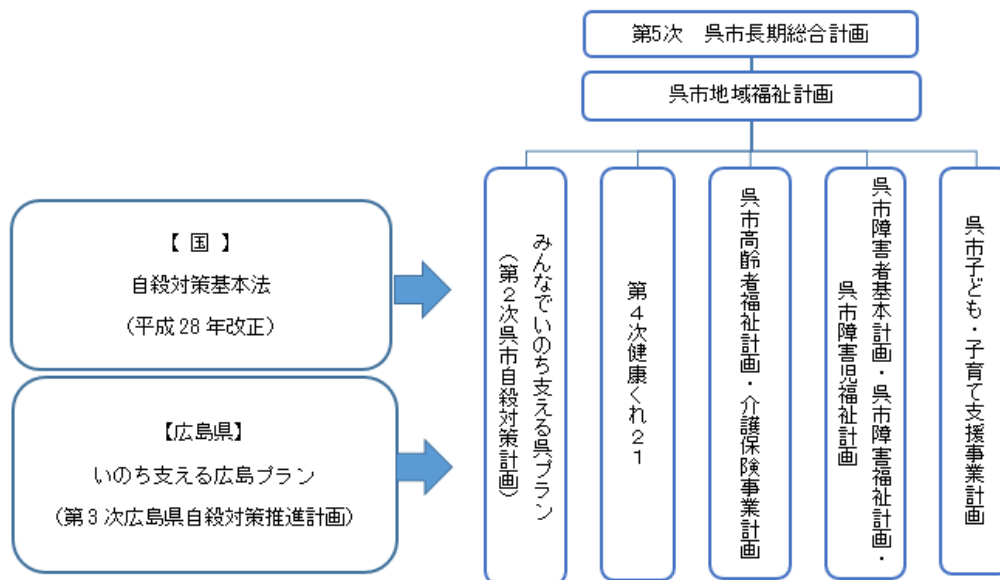 第5次　呉市長期総合計画
呉市地域福祉計画
【 国 】
自殺対策基本法
（平成 28 年改正）
【広島県】
いのち支える広島プラン
（第３次広島県自殺対策推進計画）
みんなでいのち支える呉プラン
（第２次呉市自殺対策計画）
第４次健康くれ２１
呉市高齢者福祉計画・介護保険事業計画
呉市障害者基本計画・呉市障害福祉計画・
呉市障害児福祉計画
呉市子ども・子育て支援事業計画